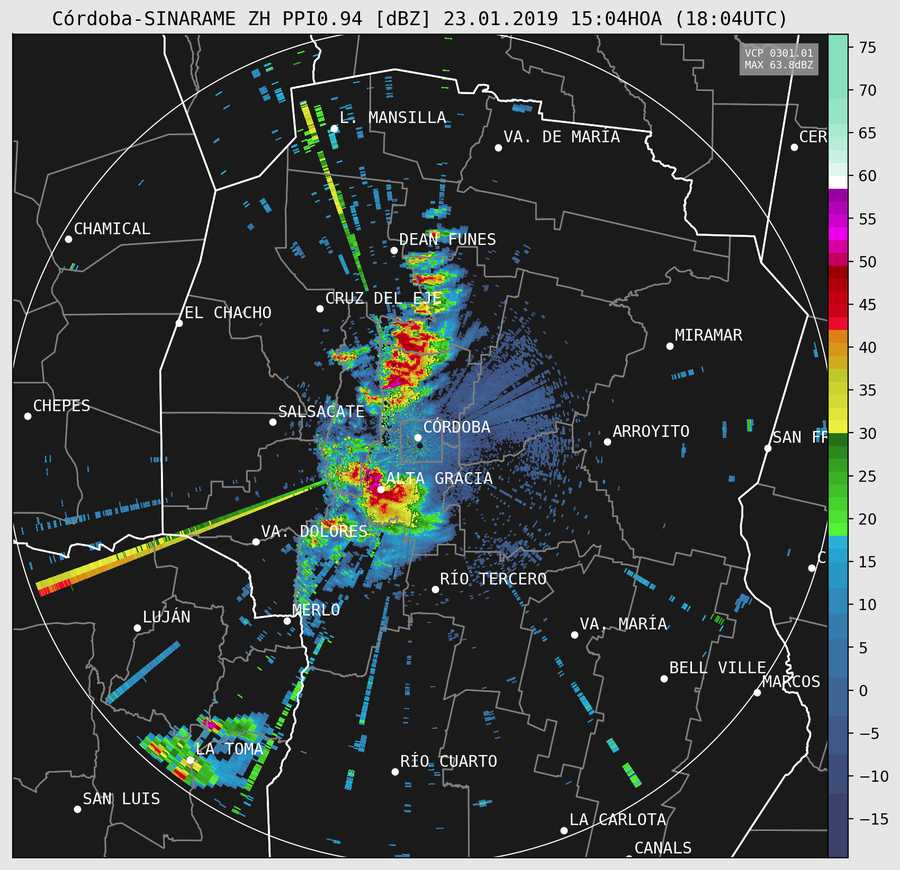 Córdoba-SINARAME ZH PPI0.94 [dBZ] 23.01.2019 15:04HOA (18:04UTC)
VCP 0301.01
MAX 63.8dBZ
75
70
65
60
55
50
45
40
35
30
25
20
15
10
5
0
−5
−10
−15
L. MANSILLA
VA. DE MARÍA
CER
CHAMICAL
DEAN FUNES
CRUZ DEL EJE
EL CHACHO
MIRAMAR
CHEPES
SALSACATE
CÓRDOBA
ARROYITO
SAN FR
ALTA GRACIA
VA. DOLORES
C
RÍO TERCERO
LUJÁN
MERLO
VA. MARÍA
BELL VILLE
MARCOS
LA TOMA
RÍO CUARTO
SAN LUIS
LA CARLOTA
CANALS